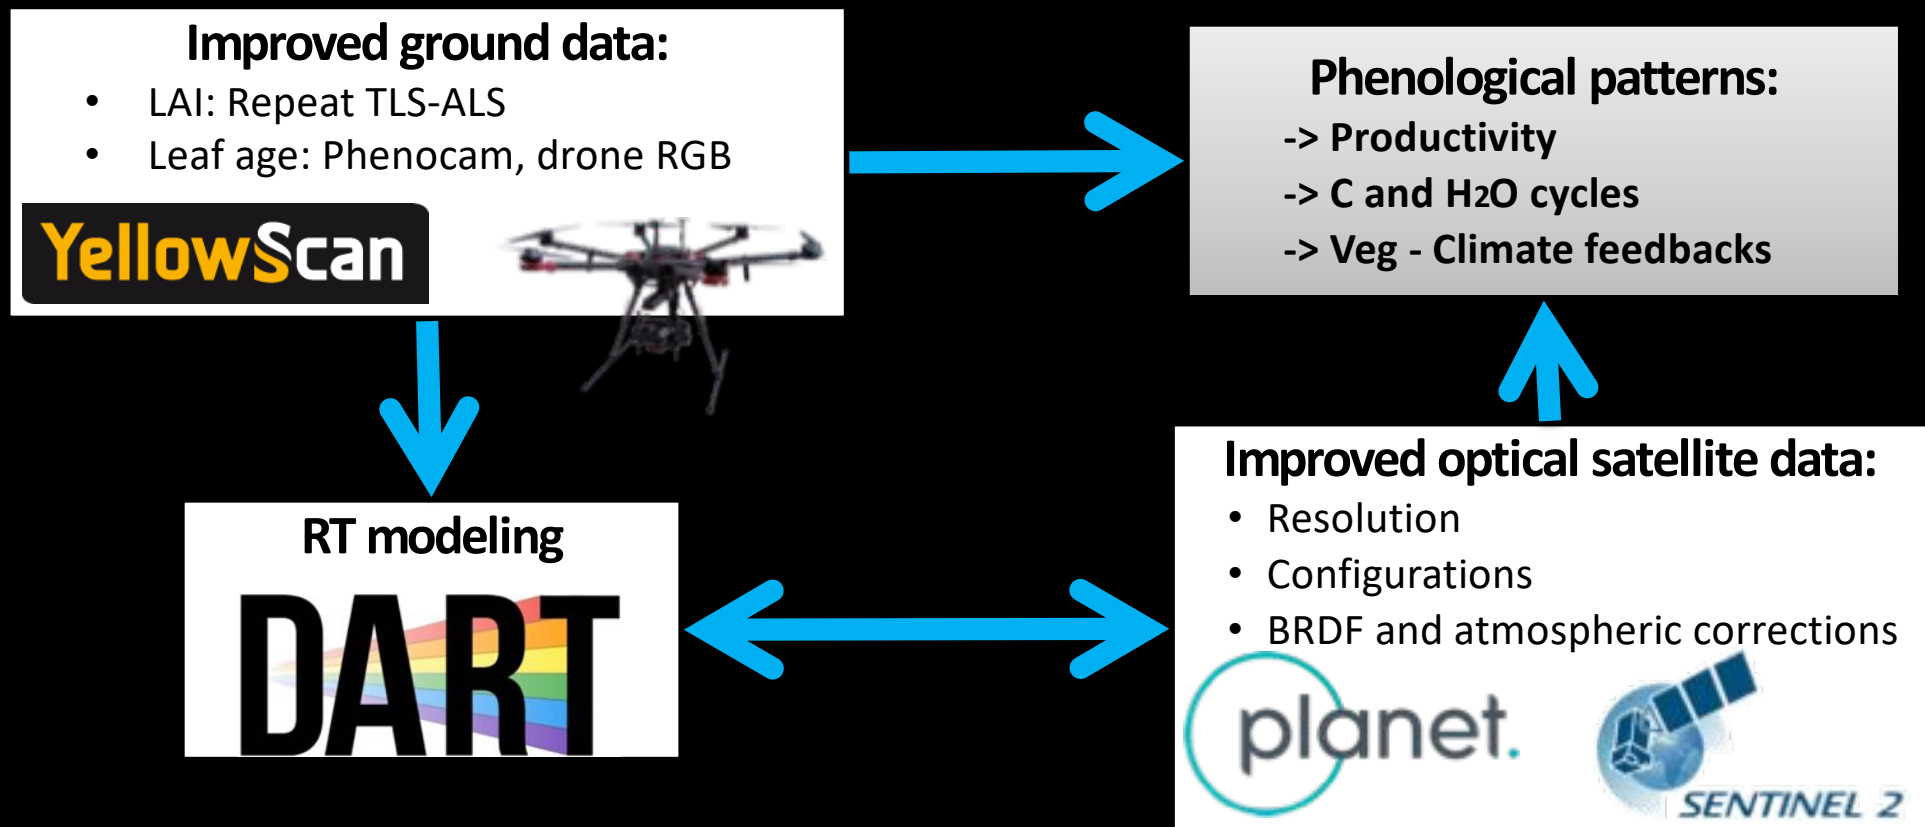 Improved ground data:
• LAI: Repeat TLS-ALS
• Leaf age: Phenocam, drone RGB
YellowScan
Phenological patterns:
-> Productivity
-> C and H2O cycles
-> Veg - Climate feedbacks
RT modeling
DART
Improved optical satellite data:
• Resolution
• Configurations
• BRDF and atmospheric corrections
planet.
SENTINEL 2